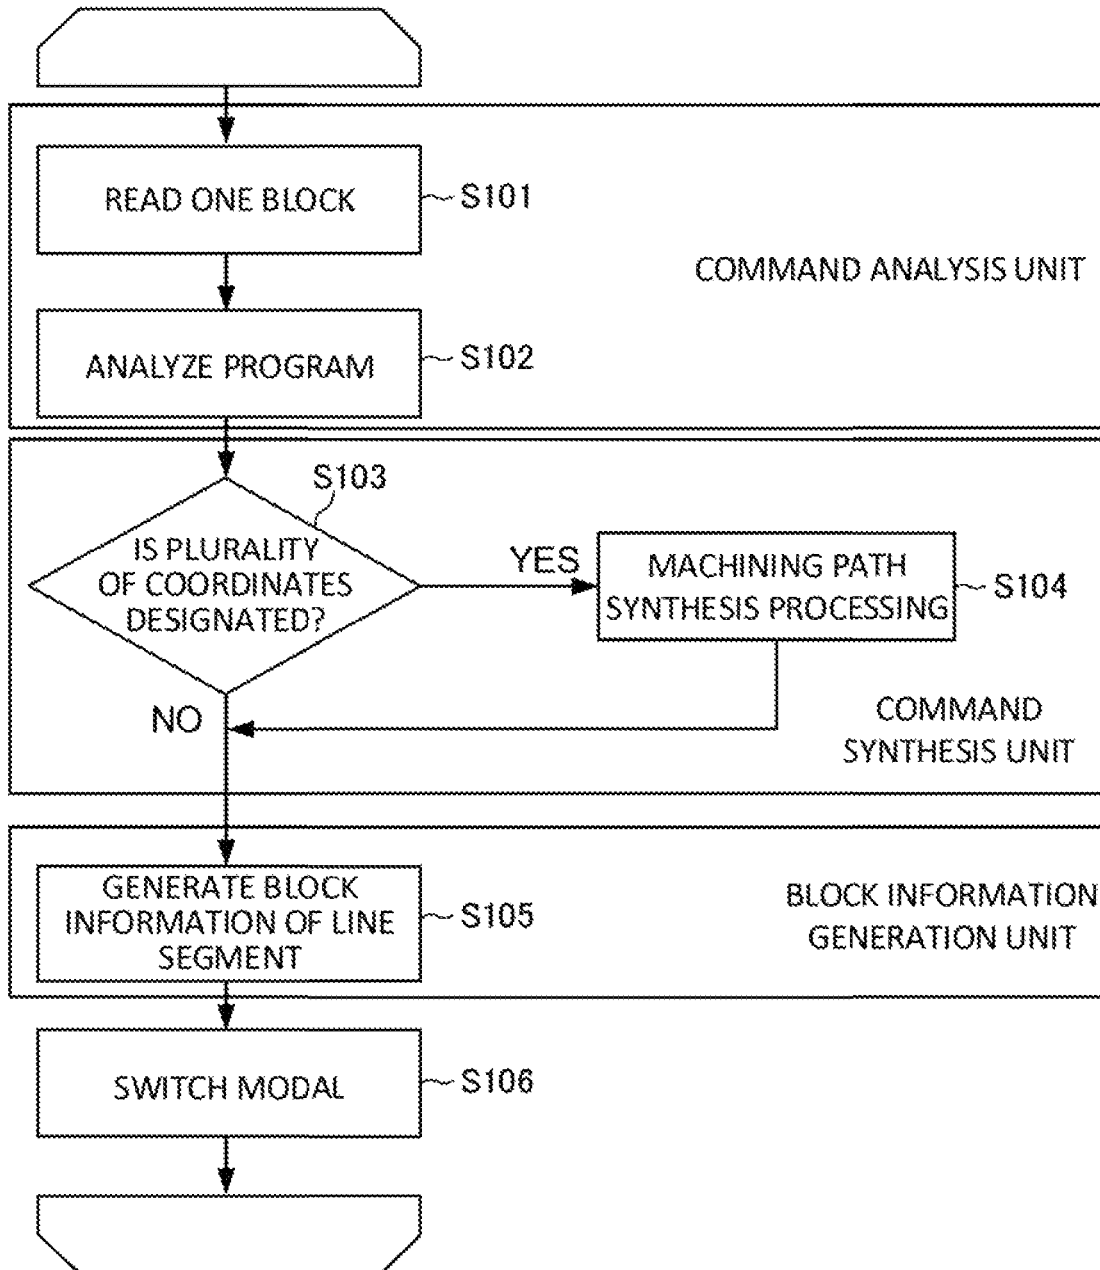 READ ONE BLOCK
S101
COMMAND ANALYSIS UNIT
ANALYZE PROGRAM
S102
S103
IS PLURALITY
OF COORDINATES
DESIGNATED?
YES
MACHINING PATH
SYNTHESIS PROCESSING
S104
NO
COMMAND
SYNTHESIS UNIT
GENERATE BLOCK
INFORMATION OF LINE
SEGMENT
S105
BLOCK INFORMATION
GENERATION UNIT
SWITCH MODAL
S106